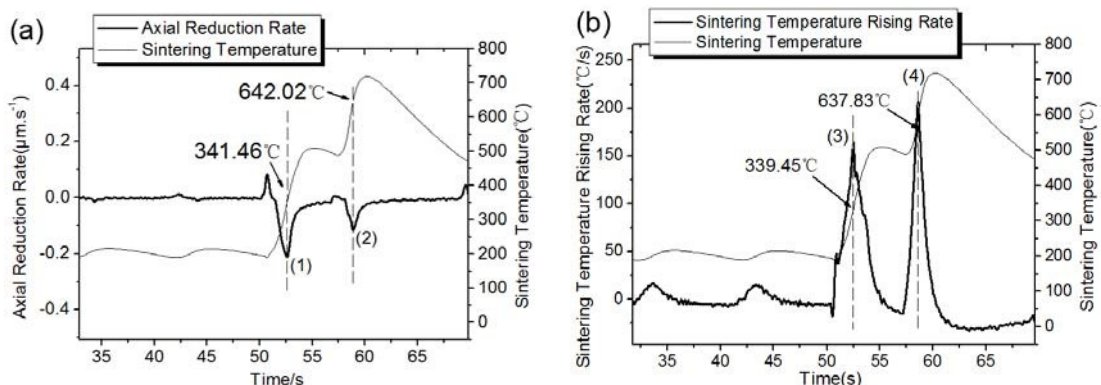 (a)
Axial Reduction Rate
Sintering Temperature
Axial Reduction Rate(μm.s-1)
0.4
0.2
0.0
-0.2
-0.4
642.02℃
341.46℃
(1)
(2)
800
700
600
500
400
300
200
100
0
Sintering Temperature(℃)
35 40 45 50 55 60 65
Time/s
(b)
Sintering Temperature Rising Rate
Sintering Temperature
Sintering Temperature Rising Rate(℃/s)
250
200
150
100
50
0
(4)
637.83℃
(3)
339.45℃
800
700
600
500
400
300
200
100
0
Sintering Temperature(℃)
35 40 45 50 55 60 65
Time(s)